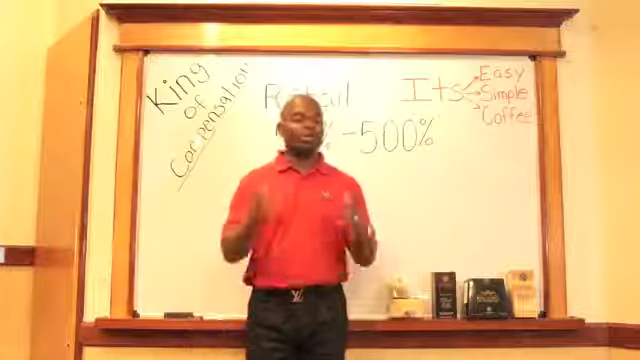 King
of
Compensation
Retail
%-500%
Its
Easy
Simple
Coffee